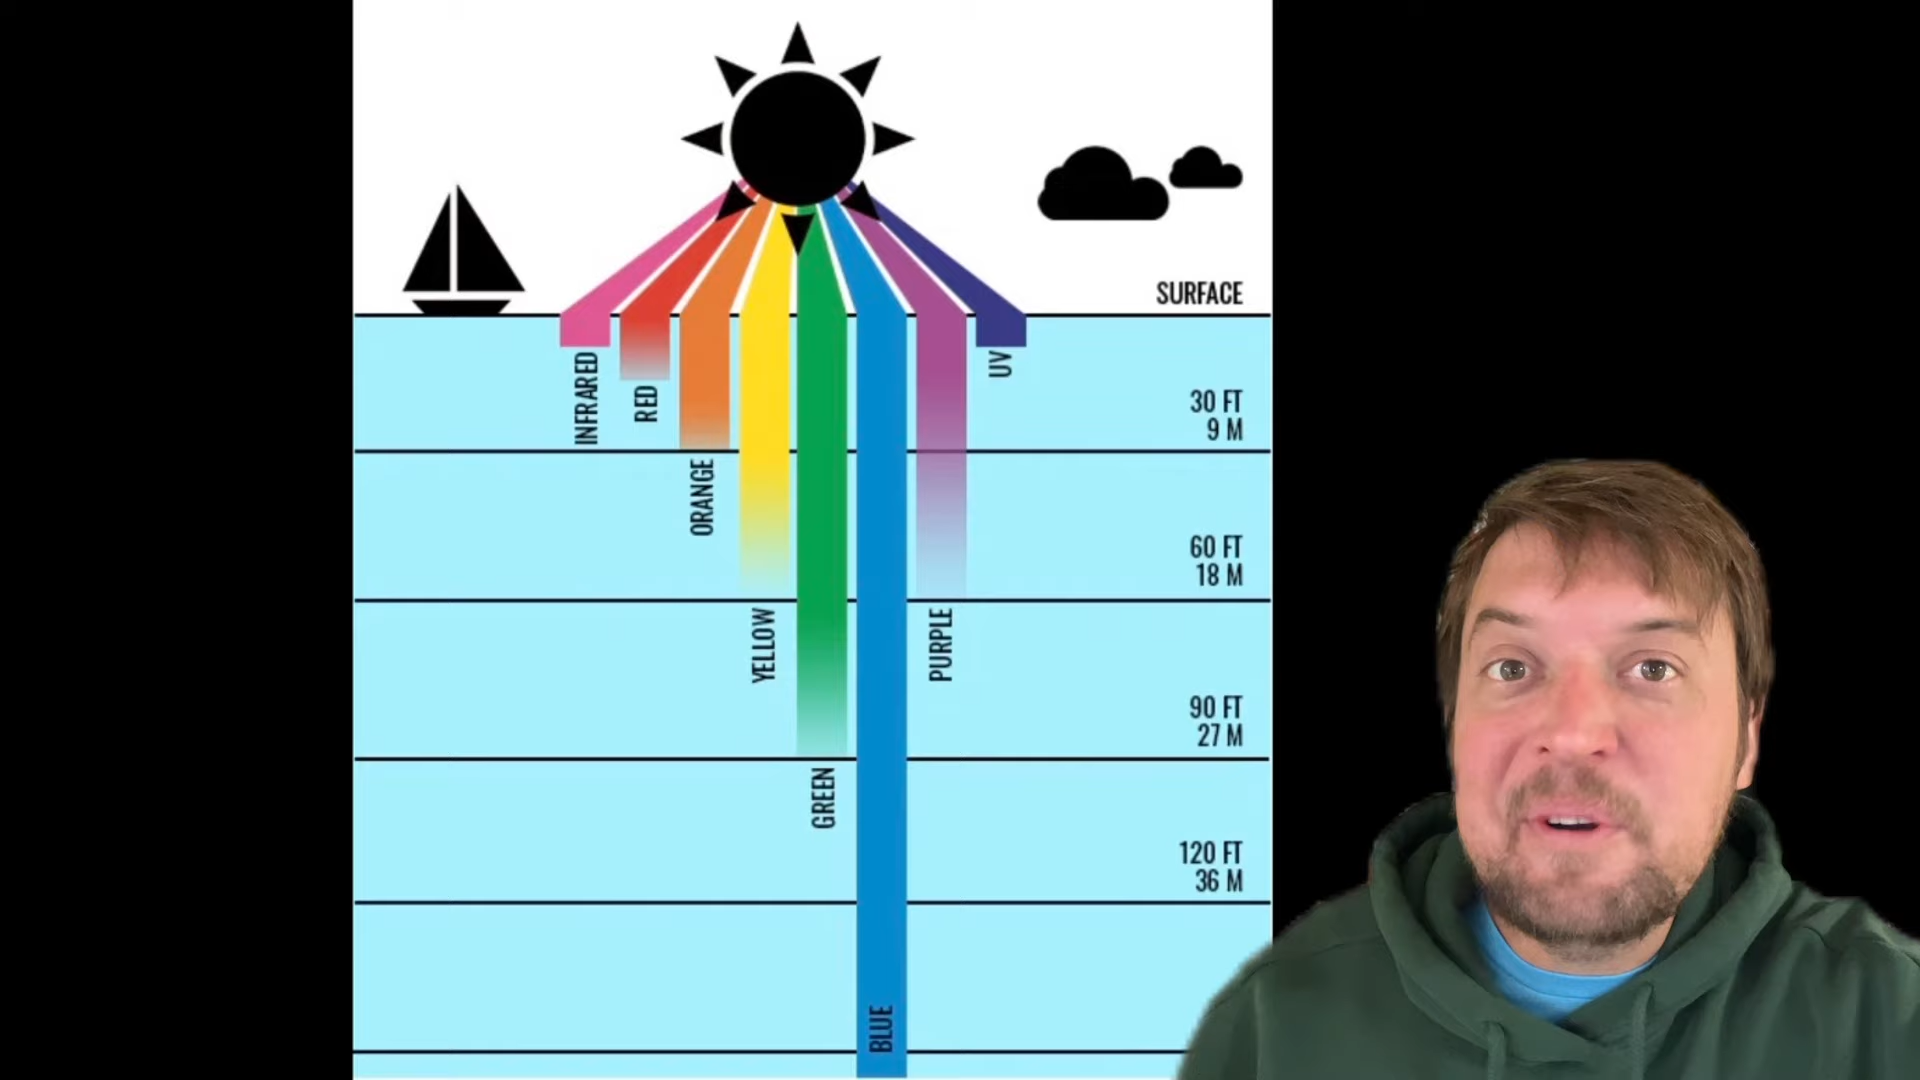 SURFACE
INFRARED
RED
UV
30 FT
9 M
ORANGE
60 FT
18 M
YELLOW
PURPLE
90 FT
27 M
GREEN
120 FT
36 M
BLUE